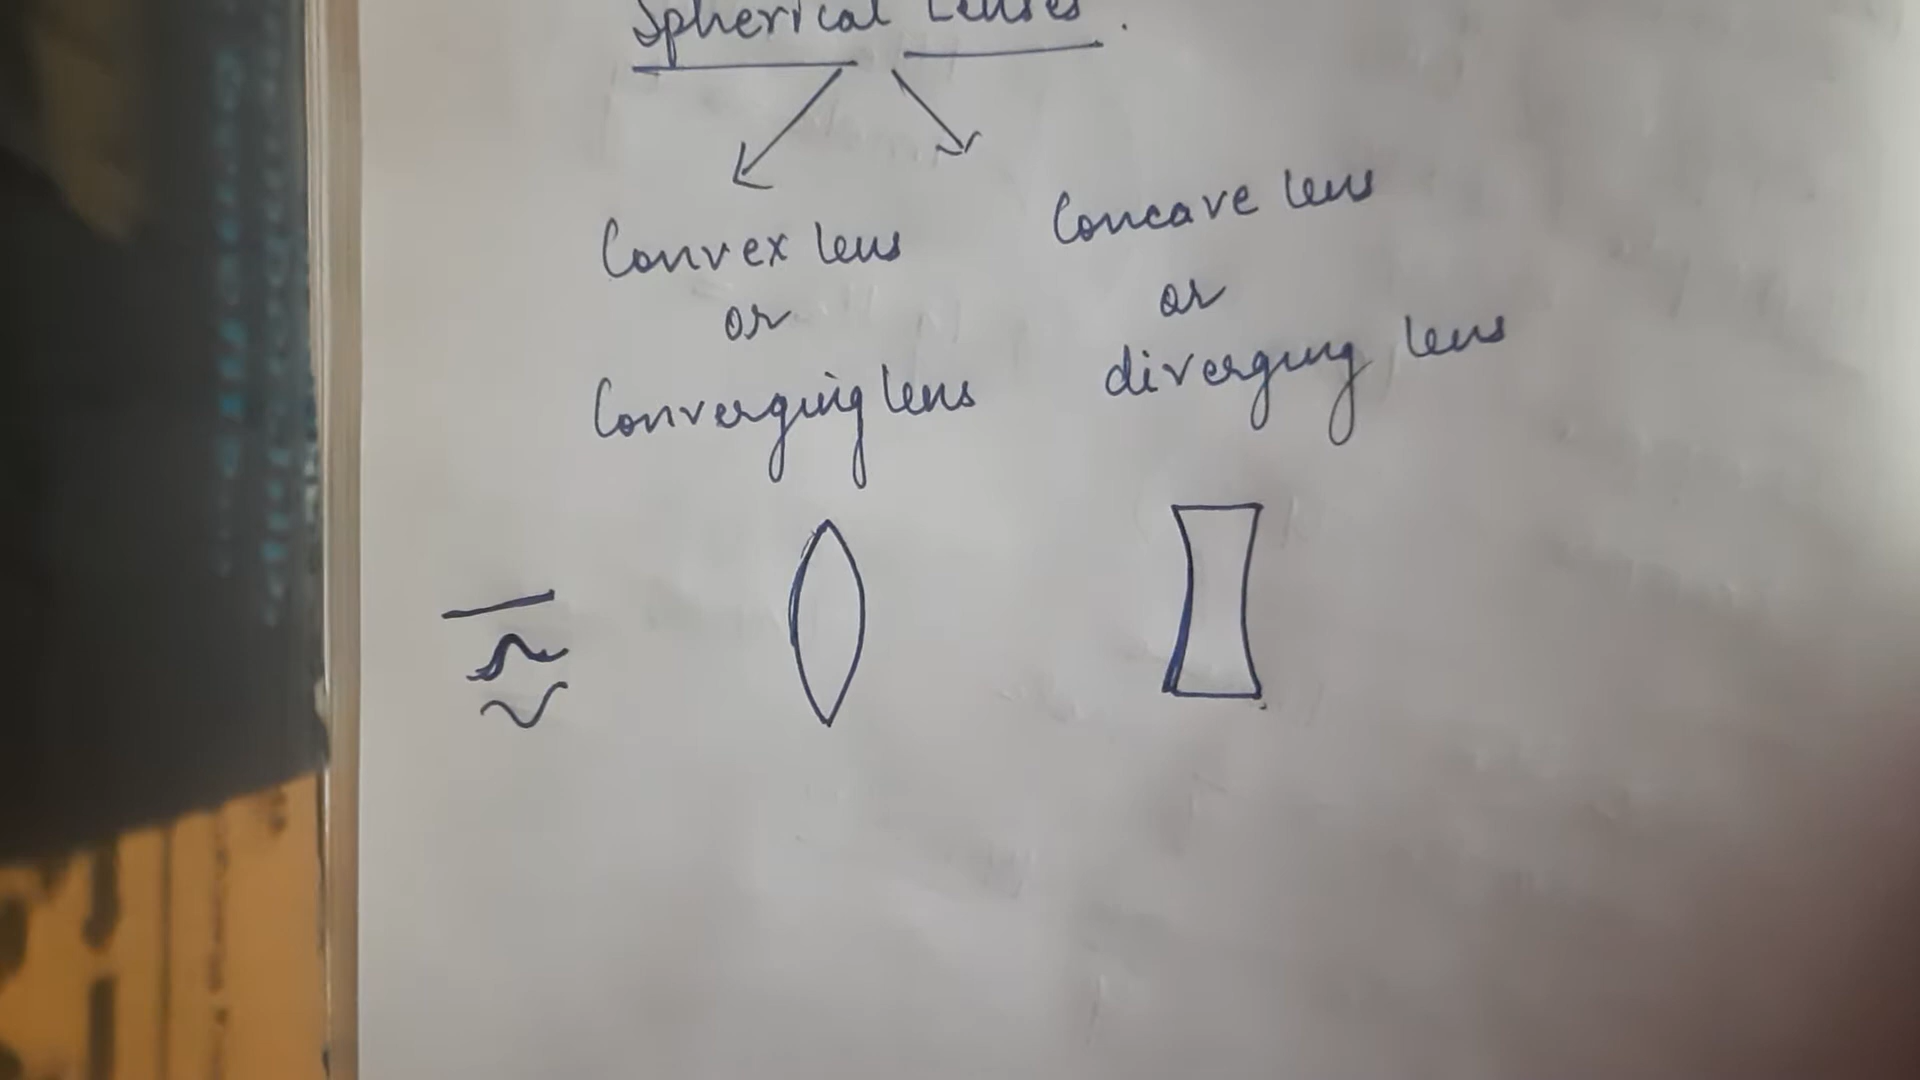 Spherical Lenses.
Convex lens
or
Converging lens
Concave lens
or
diverging lens